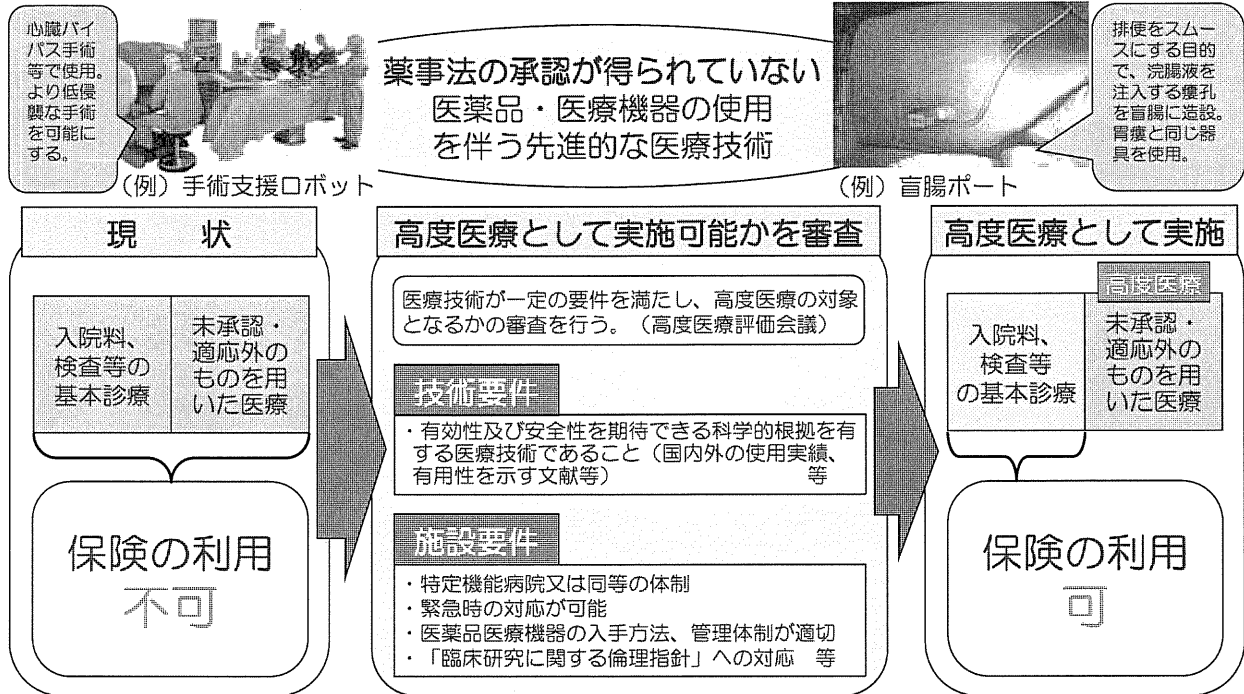 心臓バイ
パス手術
等で使用。
より低侵
襲な手術
を可能に
する。
（例）手術支援ロボット
薬事法の承認が得られていない
医薬品・医療機器の使用
を伴う先進的な医療技術
排便をスムー
スにする目的
で、浣腸液を
注入する瘻孔
を盲腸に造設。
胃瘻と同じ器
具を使用。
（例）盲腸ポート
現　状
入院料、
検査等の
基本診療
未承認・
適応外の
ものを用
いた医療
保険の利用
不可
高度医療として実施可能かを審査
医療技術が一定の要件を満たし、高度医療の対象
となるかの審査を行う。（高度医療評価会議）
技術要件
・有効性及び安全性を期待できる科学的根拠を有
する医療技術であること（国内外の使用実績、
有用性を示す文献等）　等
施設要件
・特定機能病院又は同等の体制
・緊急時の対応が可能
・医薬品医療機器の入手方法、管理体制が適切
・「臨床研究に関する倫理指針」への対応　等
高度医療として実施
入院料、
検査等
の基本診療
高度医療
未承認・
適応外の
ものを用
いた医療
保険の利用
可